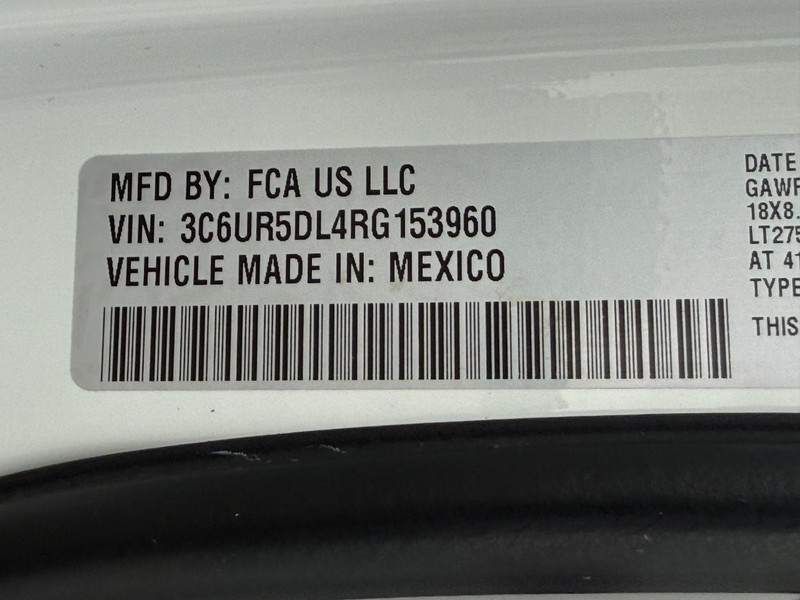 MFD BY: FCA US LLC
VIN: 3C6UR5DL4RG153960
VEHICLE MADE IN: MEXICO
DATE
GAWR
18X8.
LT275
AT 41
TYPE
THIS